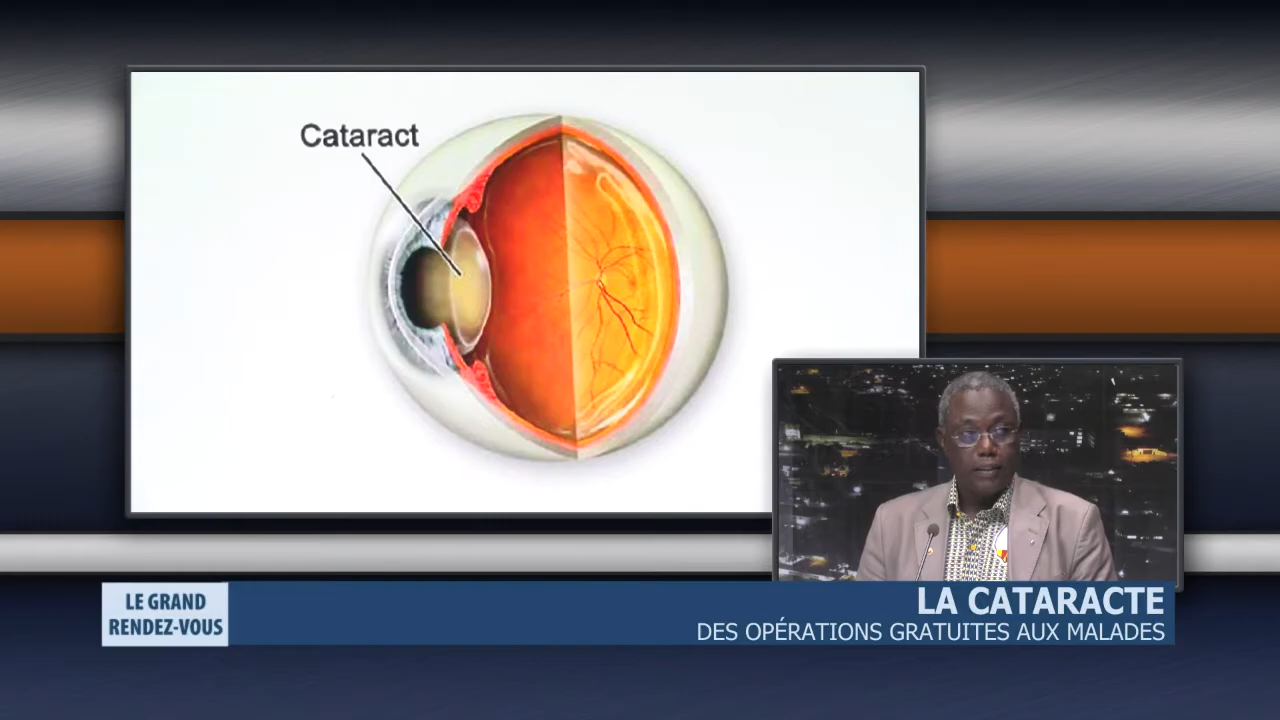 Cataract
LE GRAND
RENDEZ-VOUS
LA CATARACTE
DES OPÉRATIONS GRATUITES AUX MALADES